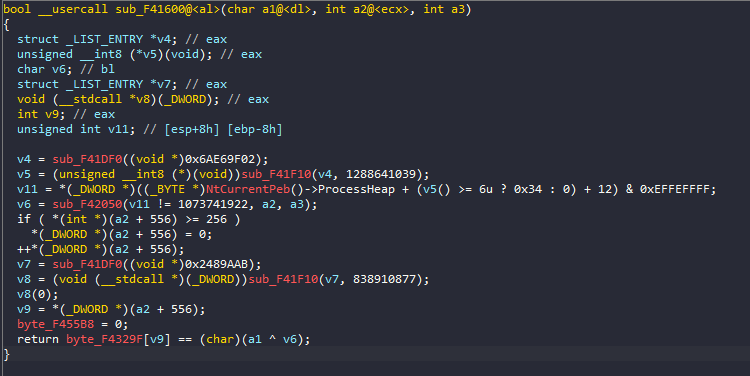 bool __usercall sub_F41600@<al>(char a1@<dl>, int a2@<ecx>, int a3)
{
  struct _LIST_ENTRY *v4; // eax
  unsigned __int8 (*v5)(void); // eax
  char v6; // bl
  struct _LIST_ENTRY *v7; // eax
  void (__stdcall *v8)(_DWORD); // eax
  int v9; // eax
  unsigned int v11; // [esp+8h] [ebp-8h]

  v4 = sub_F41DF0((void *)0x6AE69F02);
  v5 = (unsigned __int8 (*)(void))sub_F41F10(v4, 1288641039);
  v11 = *(_DWORD *)((_BYTE *)NtCurrentPeb()->ProcessHeap + (v5() >= 6u ? 0x34 : 0) + 12) & 0xEFFEFFFF;
  v6 = sub_F42050(v11 != 1073741922, a2, a3);
  if ( *(int *)(a2 + 556) >= 256 )
    *(_DWORD *)(a2 + 556) = 0;
  ++*(_DWORD *)(a2 + 556);
  v7 = sub_F41DF0((void *)0x2489AAB);
  v8 = (void (__stdcall *)(_DWORD))sub_F41F10(v7, 838910877);
  v8(0);
  v9 = *(_DWORD *)(a2 + 556);
  byte_F455B8 = 0;
  return byte_F4329F[v9] == (char)(a1 ^ v6);
}